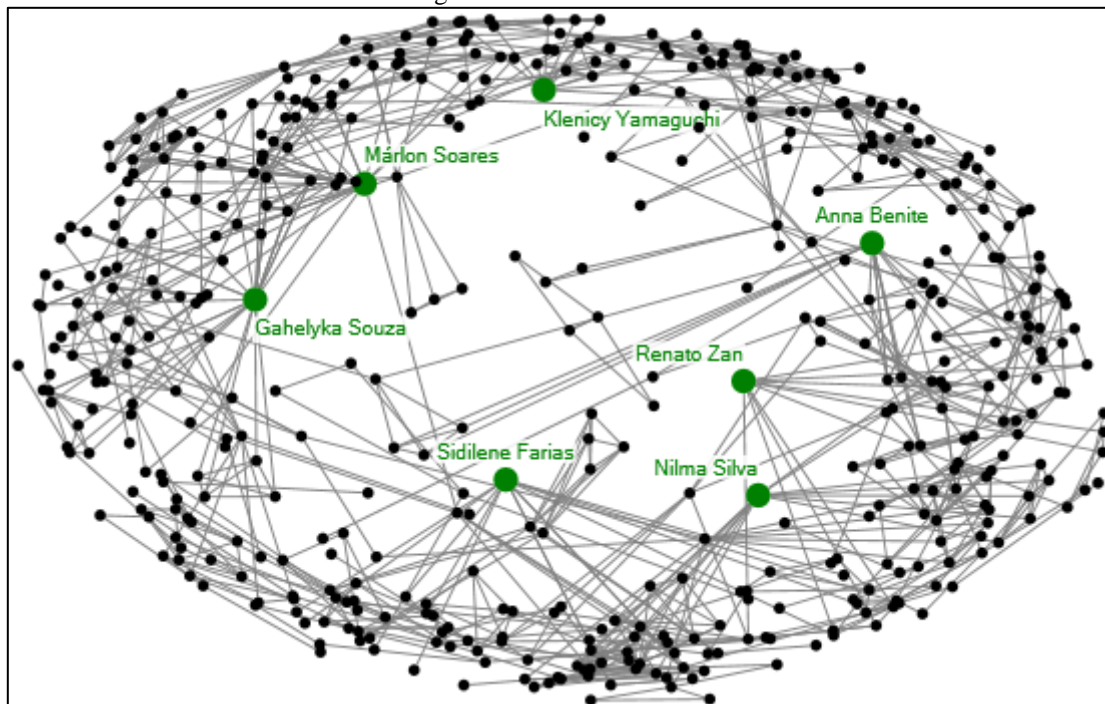 Klenicy Yamaguchi
Márlon Soares
Anna Benite
Gahelyka Souza
Renato Zan
Sidilene Farias
Nilma Silva